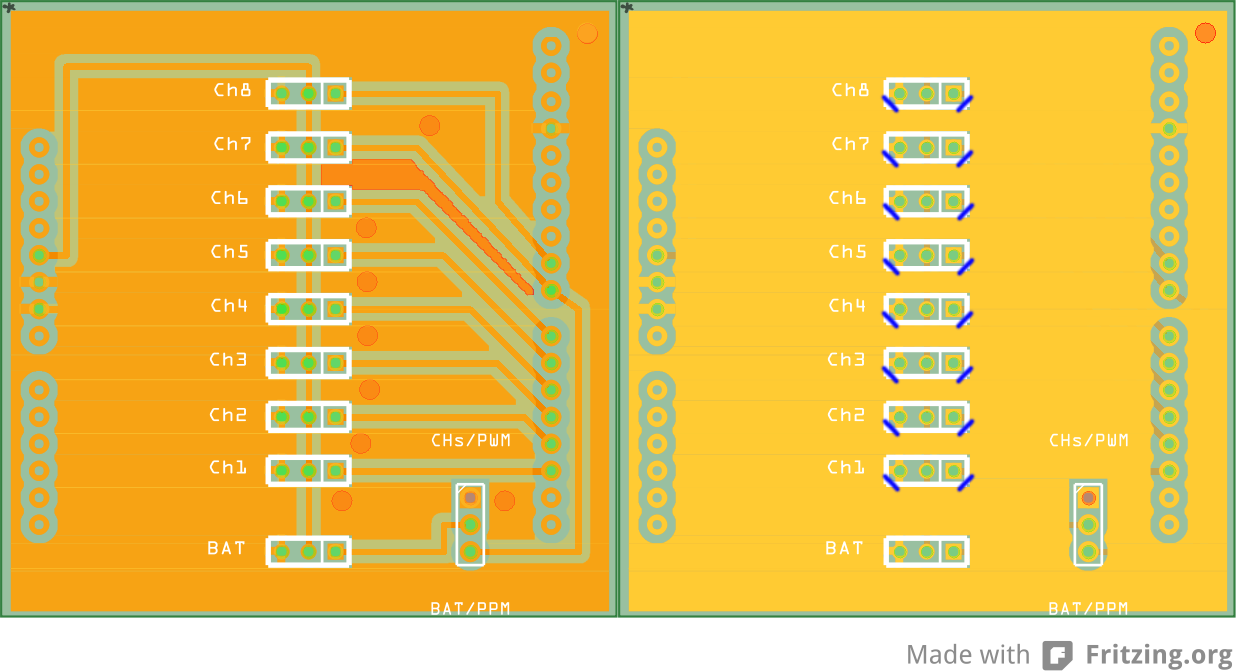 * *
Ch8 Ch8
Ch7 Ch7
Ch6 Ch6
Ch5 Ch5
Ch4 Ch4
Ch3 Ch3
Ch2 Ch2
CHs/PWM CHs/PWM
Ch1 Ch1
BAT BAT
BAT/PPM BAT/PPM
Made with Fritzing.org